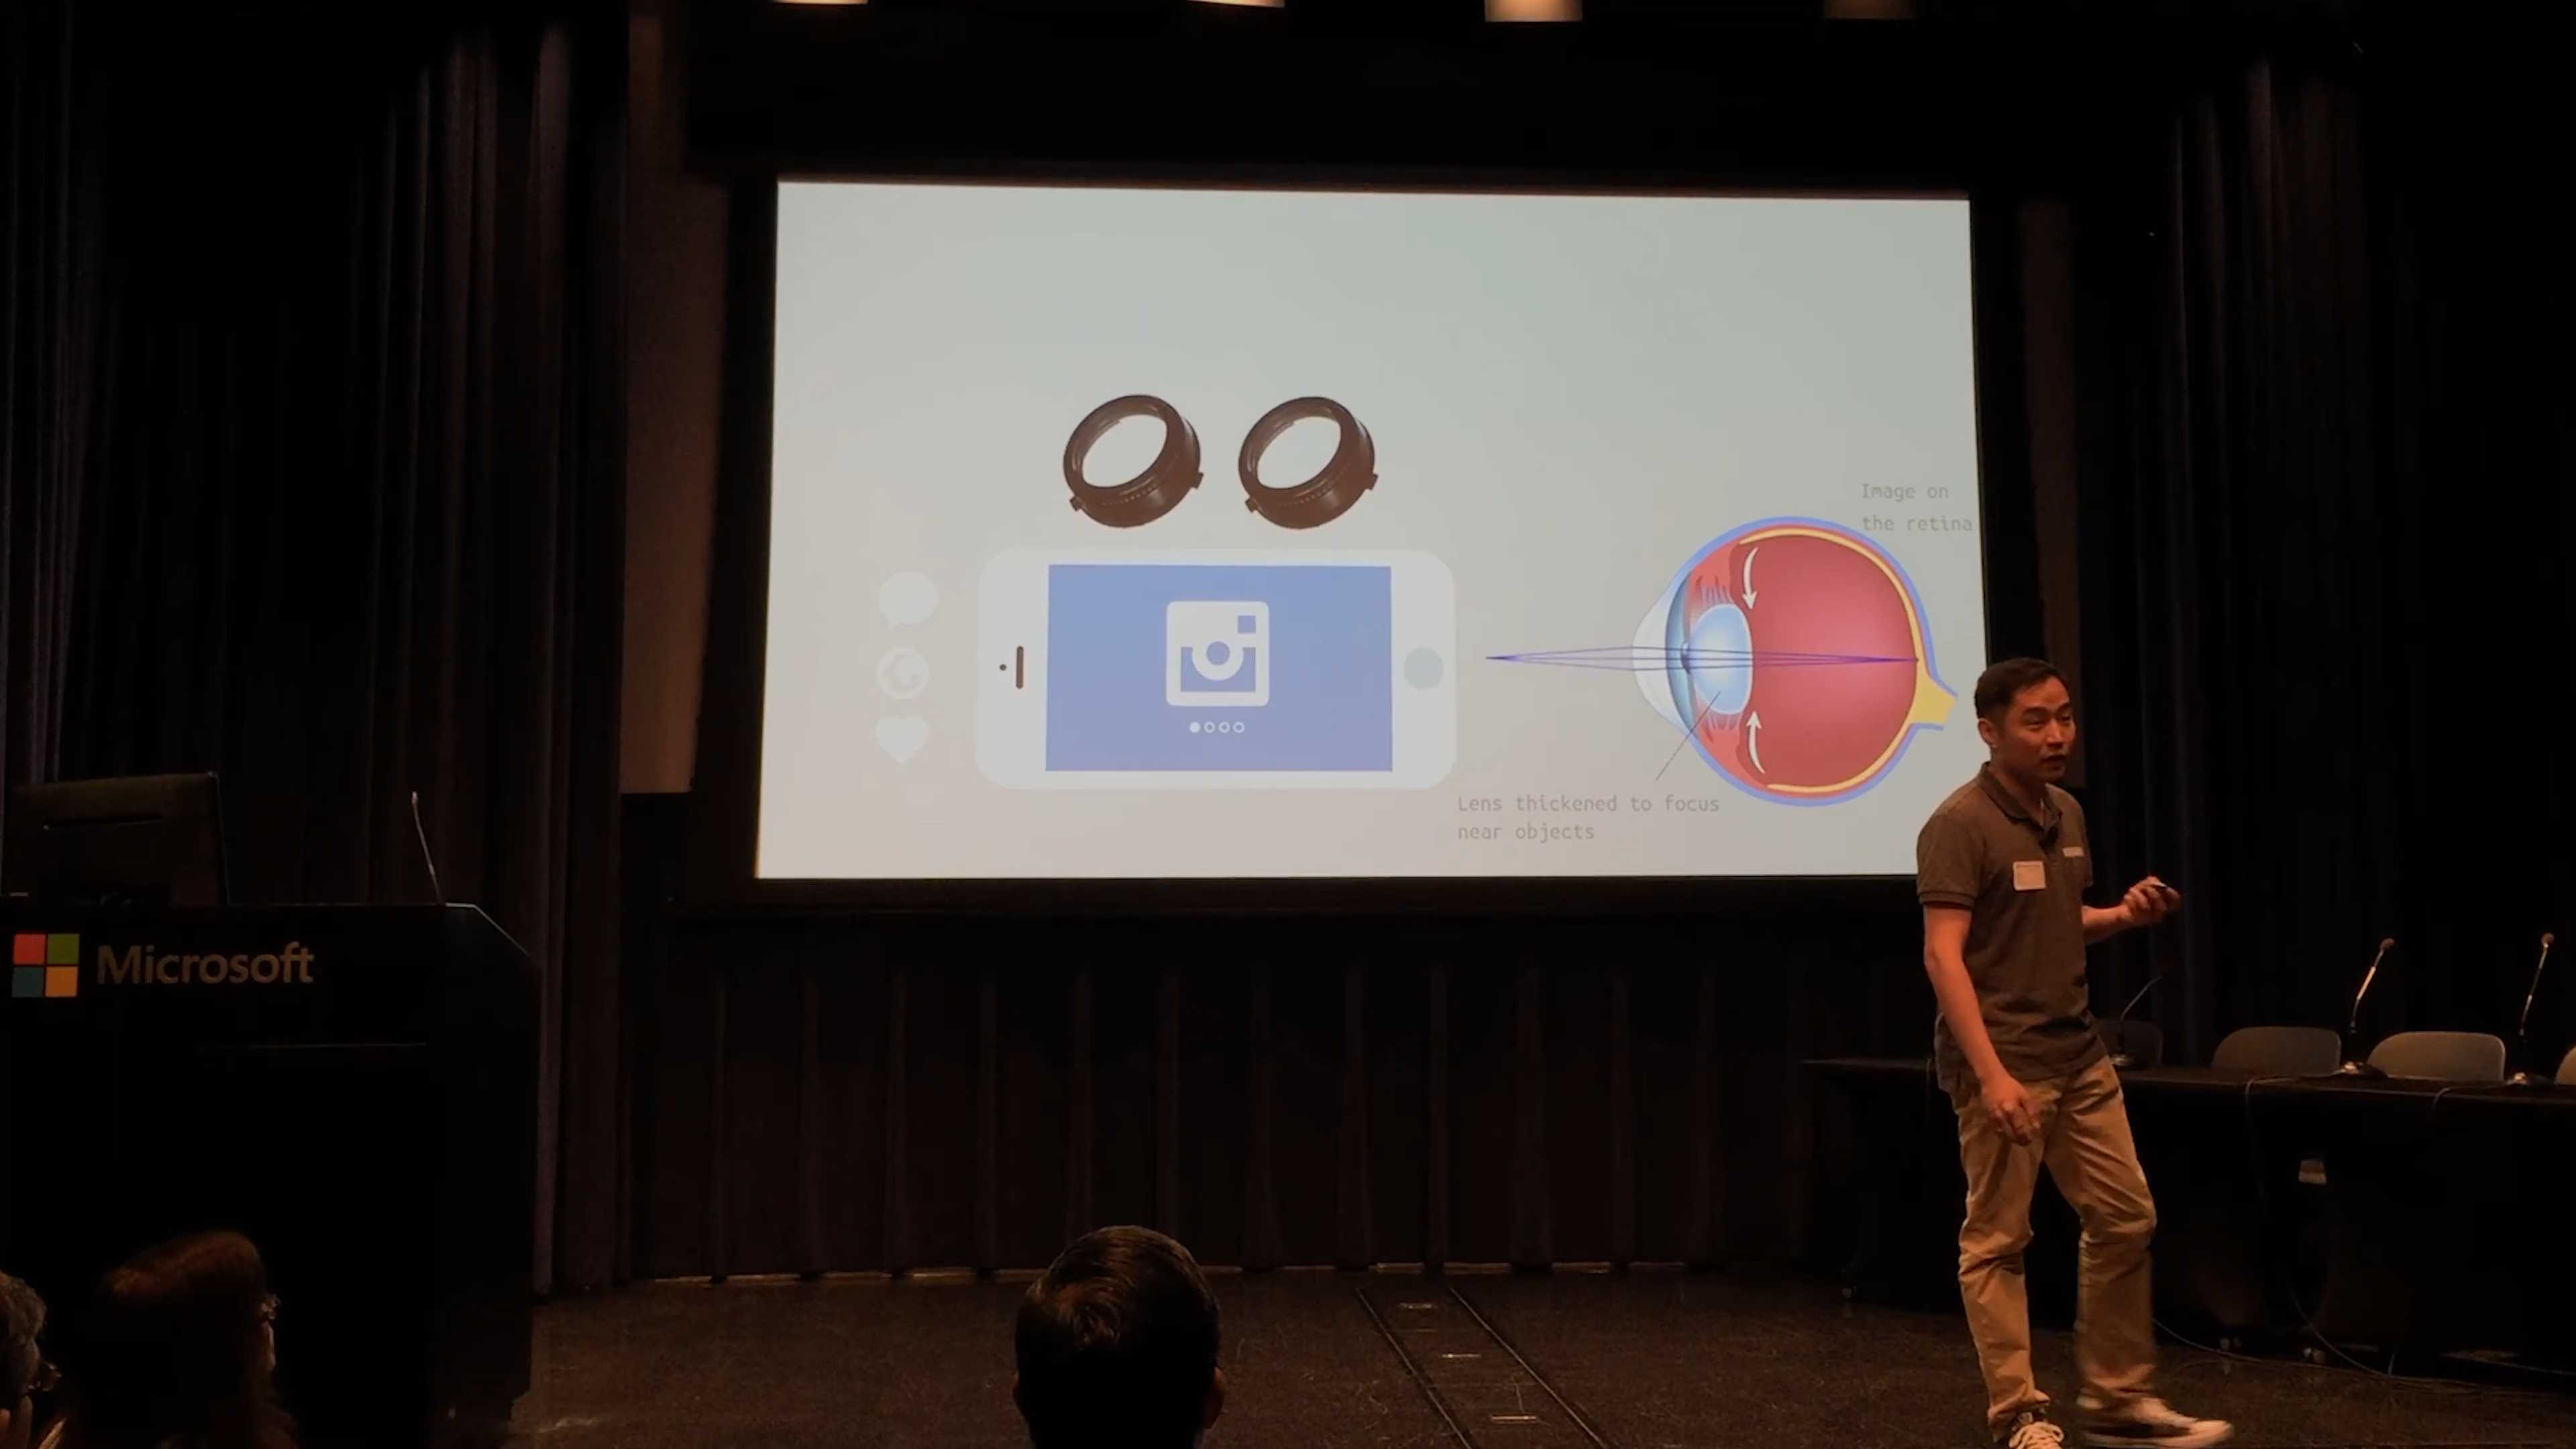 Image on
the retina
Lens thickened to focus
near objects
Microsoft